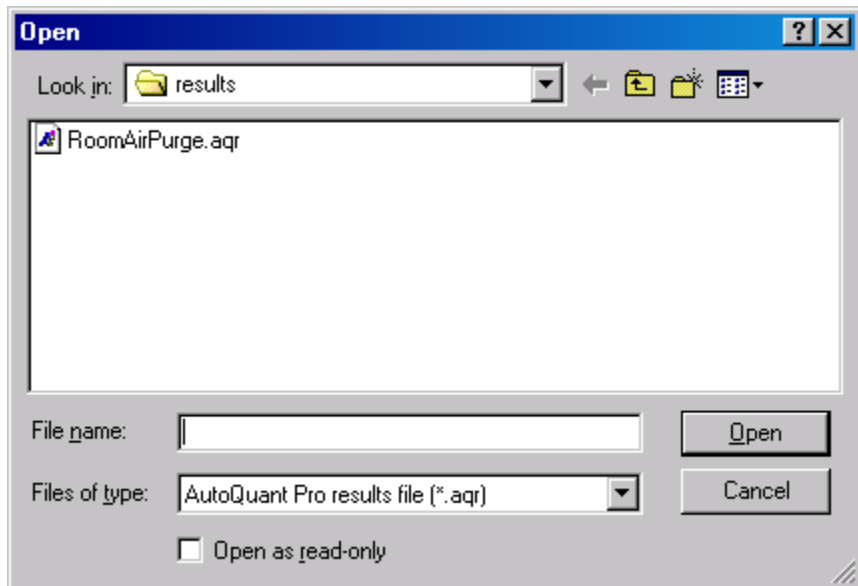 Open
Look in: results
RoomAirPurge.aqr
File name: Open
Files of type: AutoQuant Pro results file (*.aqr) Cancel
Open as read-only